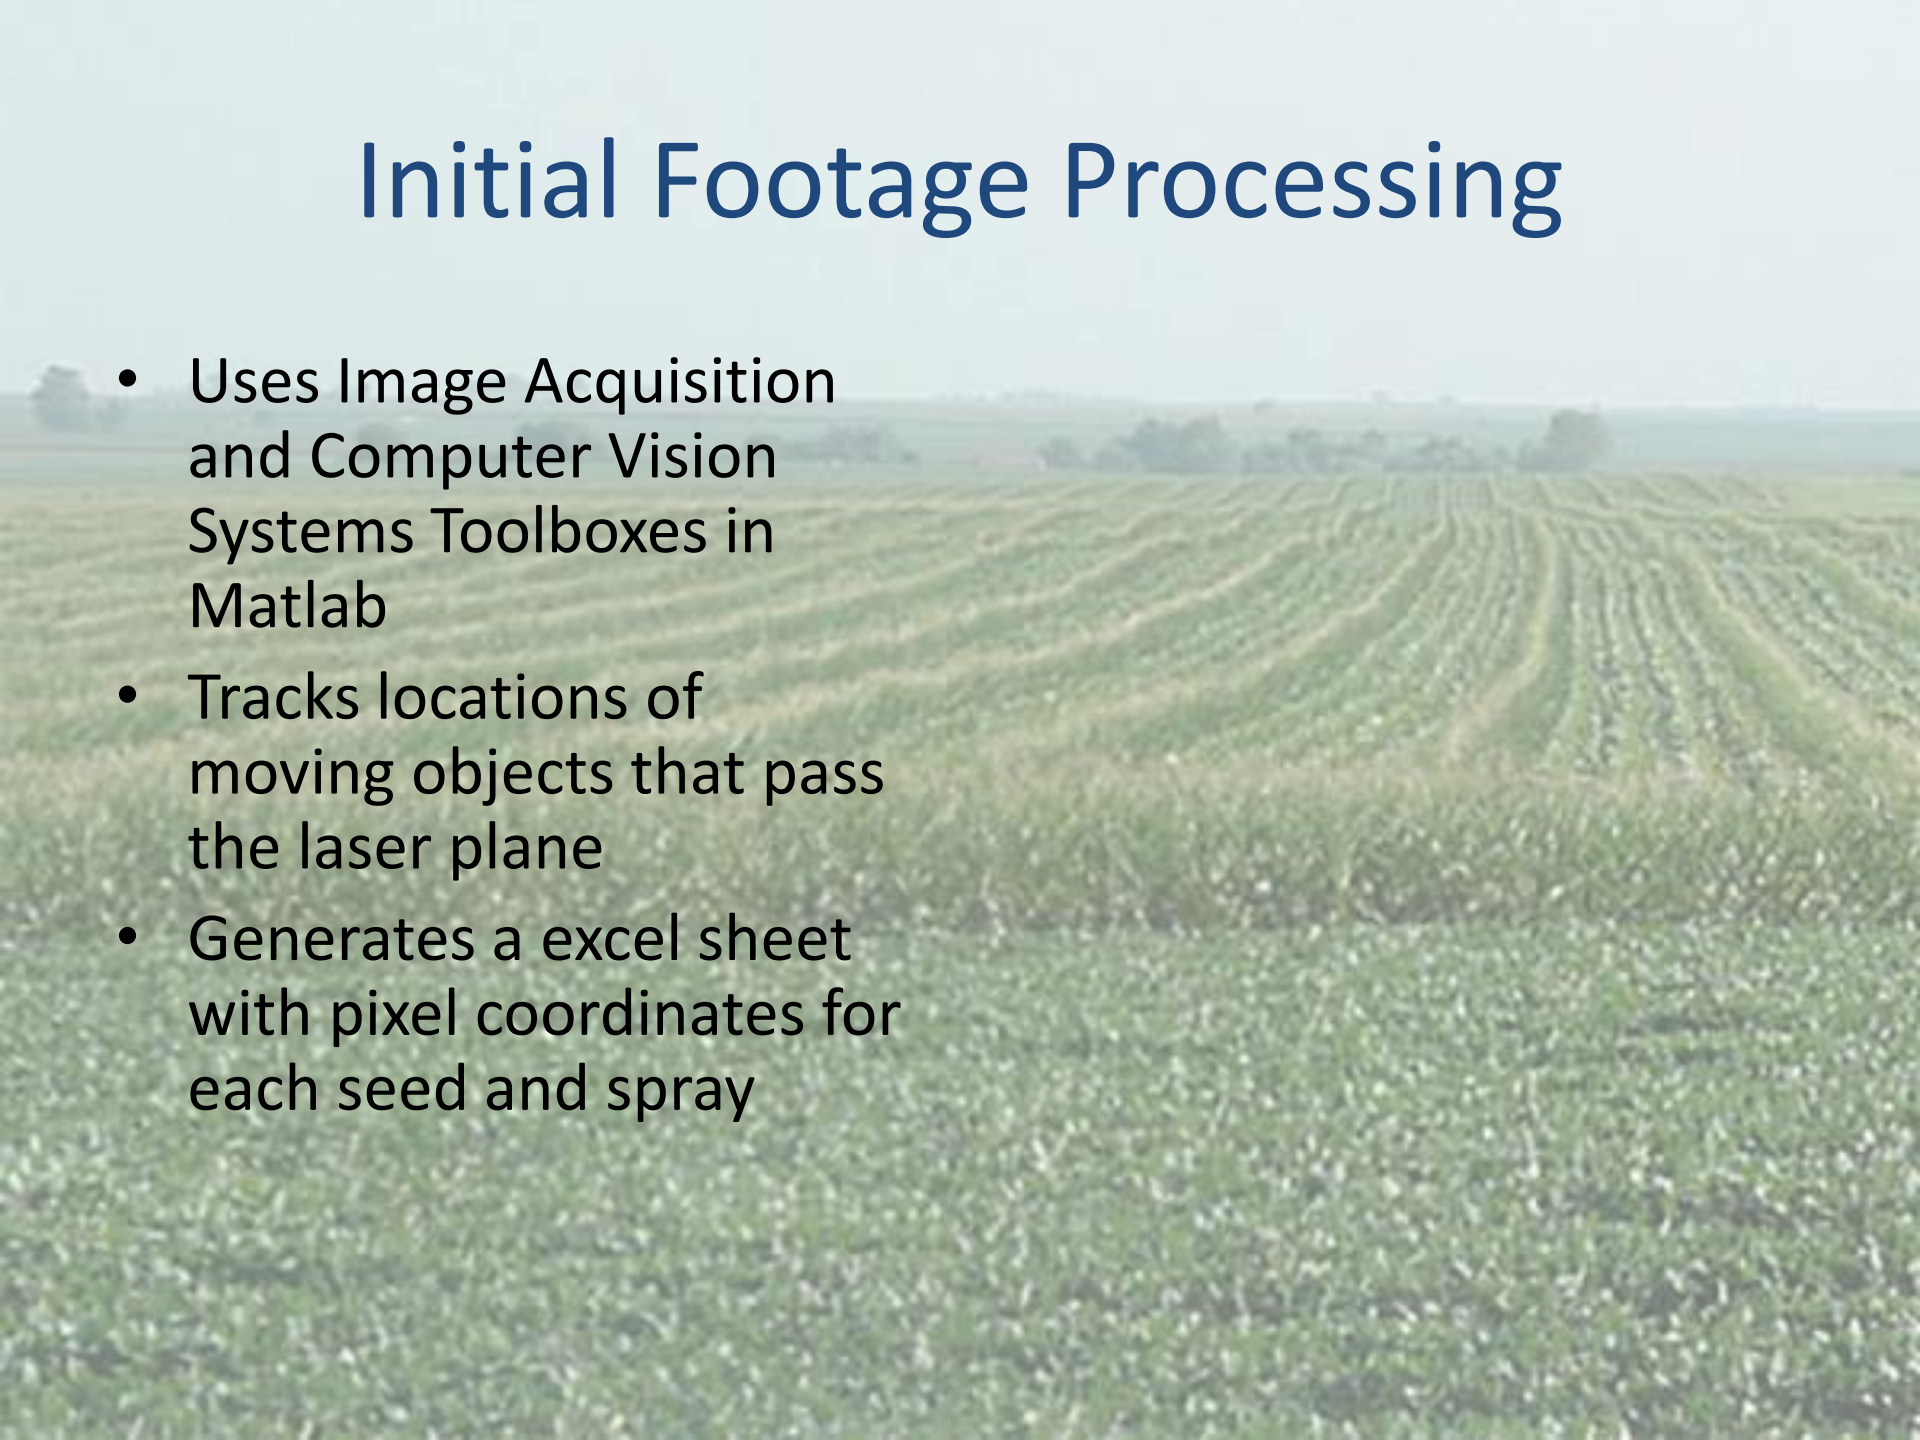 Initial Footage Processing
• Uses Image Acquisition
and Computer Vision
Systems Toolboxes in
Matlab
• Tracks locations of
moving objects that pass
the laser plane
• Generates a excel sheet
with pixel coordinates for
each seed and spray